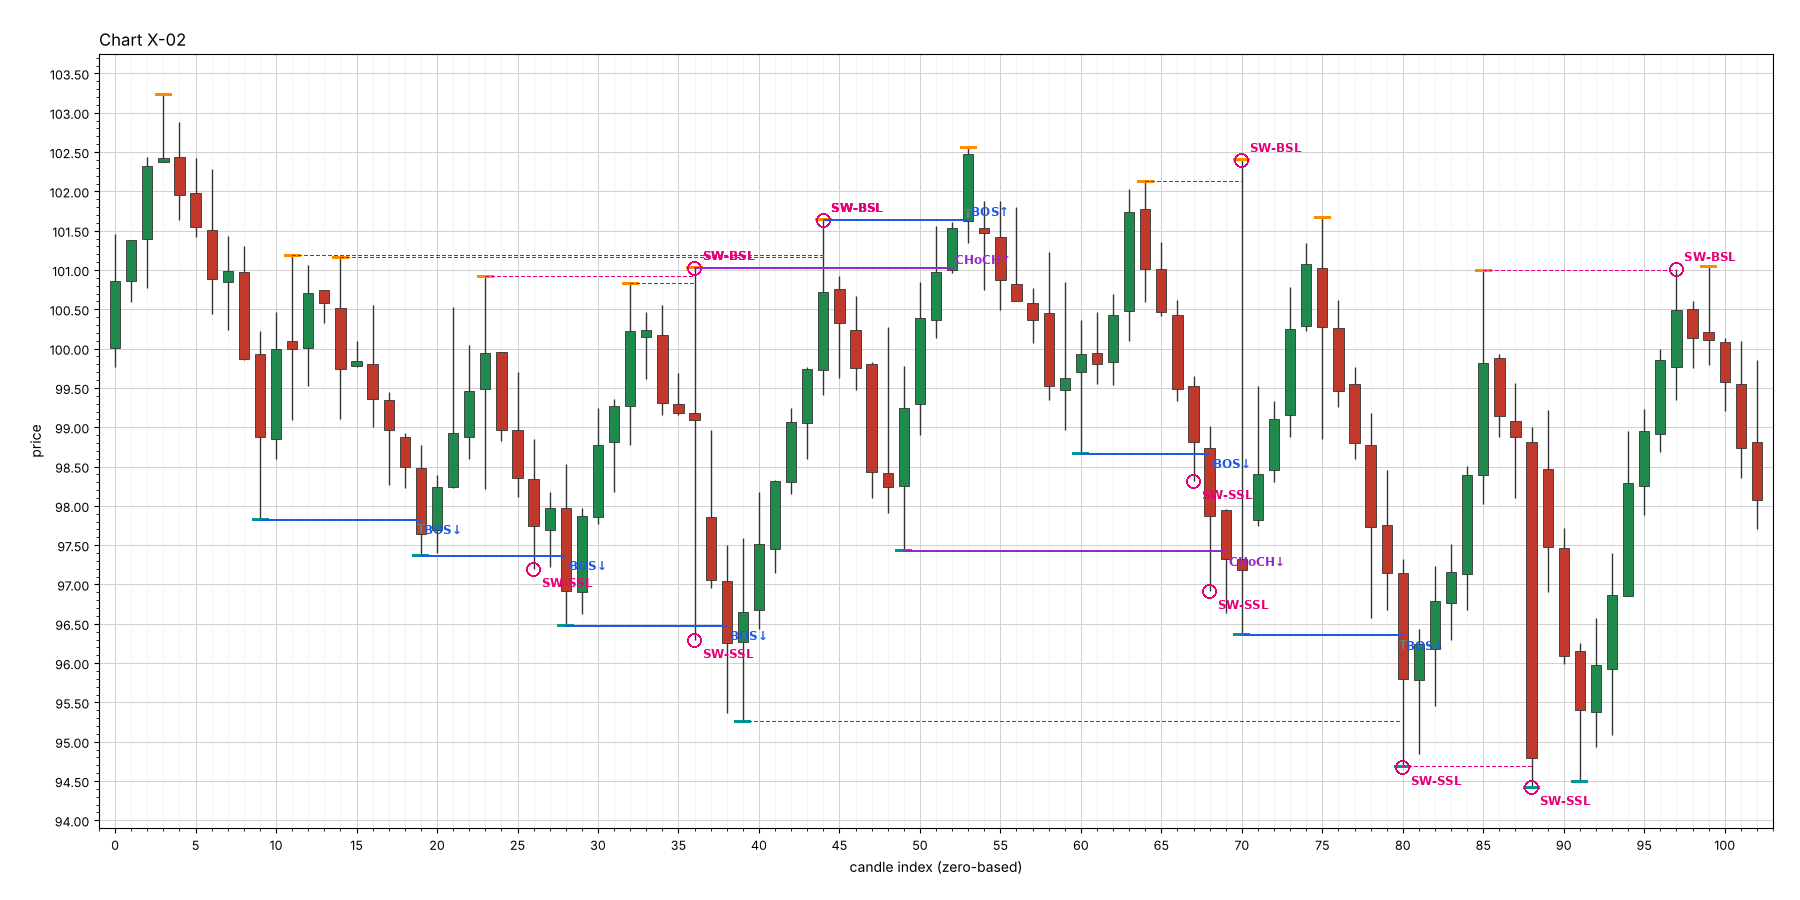 Chart X-02
103.50
103.00
102.50
102.00
101.50
101.00
100.50
100.00
99.50
99.00
98.50
98.00
97.50
97.00
96.50
96.00
95.50
95.00
94.50
94.00
price
SW-BSL
SW-BSL
BOS↑
SW-BSL
CHoCH↑
SW-BSL
BOS↓
SW-SSL
BOS↓
BOS↓
CHoCH↓
SW-SSL
SW-SSL
BOS↓
BOS↓
SW-SSL
SW-SSL
SW-SSL
0 5 10 15 20 25 30 35 40 45 50 55 60 65 70 75 80 85 90 95 100
candle index (zero-based)